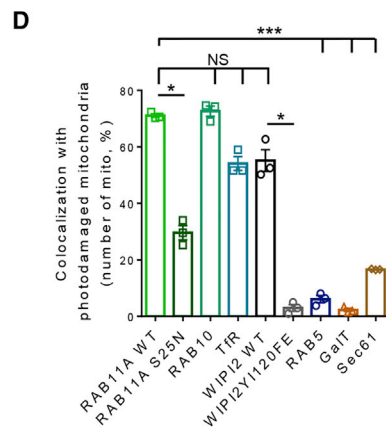 D
***
NS
*
*
80
60
40
20
0
Colocalization with
photodamaged mitochondria
(number of mito, %)
RAB11A WT
RAB11A S25N
RAB10
TfR
WIPI2 WT
WIPI2YI120FE
RAB5
GalT
Sec61